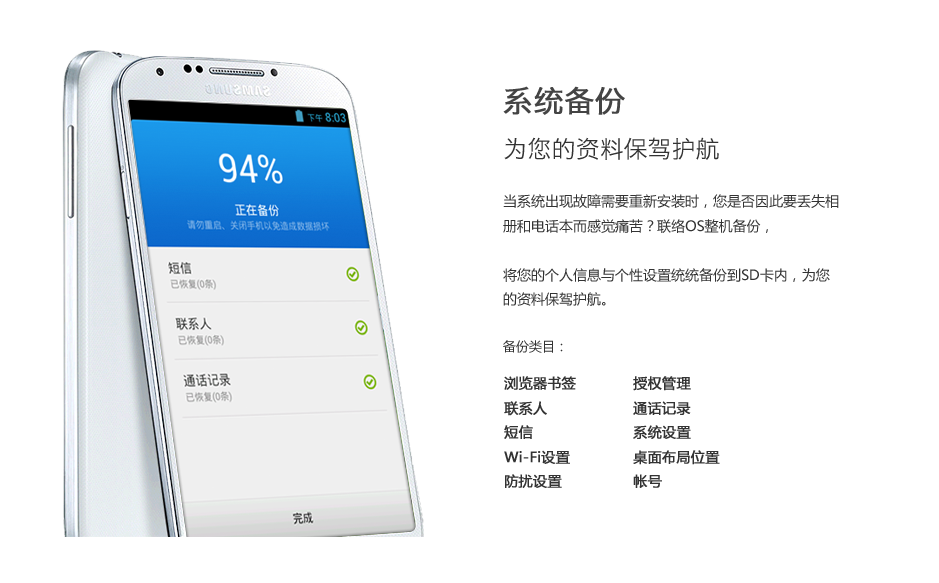 SAMSUNG
下午 8:03
94%
正在备份
请勿重启、关闭手机以免造成数据损坏
短信
已恢复(0条)
联系人
已恢复(0条)
通话记录
已恢复(0条)
完成
系统备份
为您的资料保驾护航
当系统出现故障需要重新安装时，您是否因此要丢失相
册和电话本而感觉痛苦？联络OS整机备份，
将您的个人信息与个性设置统统备份到SD卡内，为您
的资料保驾护航。
备份类目：
浏览器书签 授权管理
联系人 通话记录
短信 系统设置
Wi-Fi设置 桌面布局位置
防扰设置 帐号